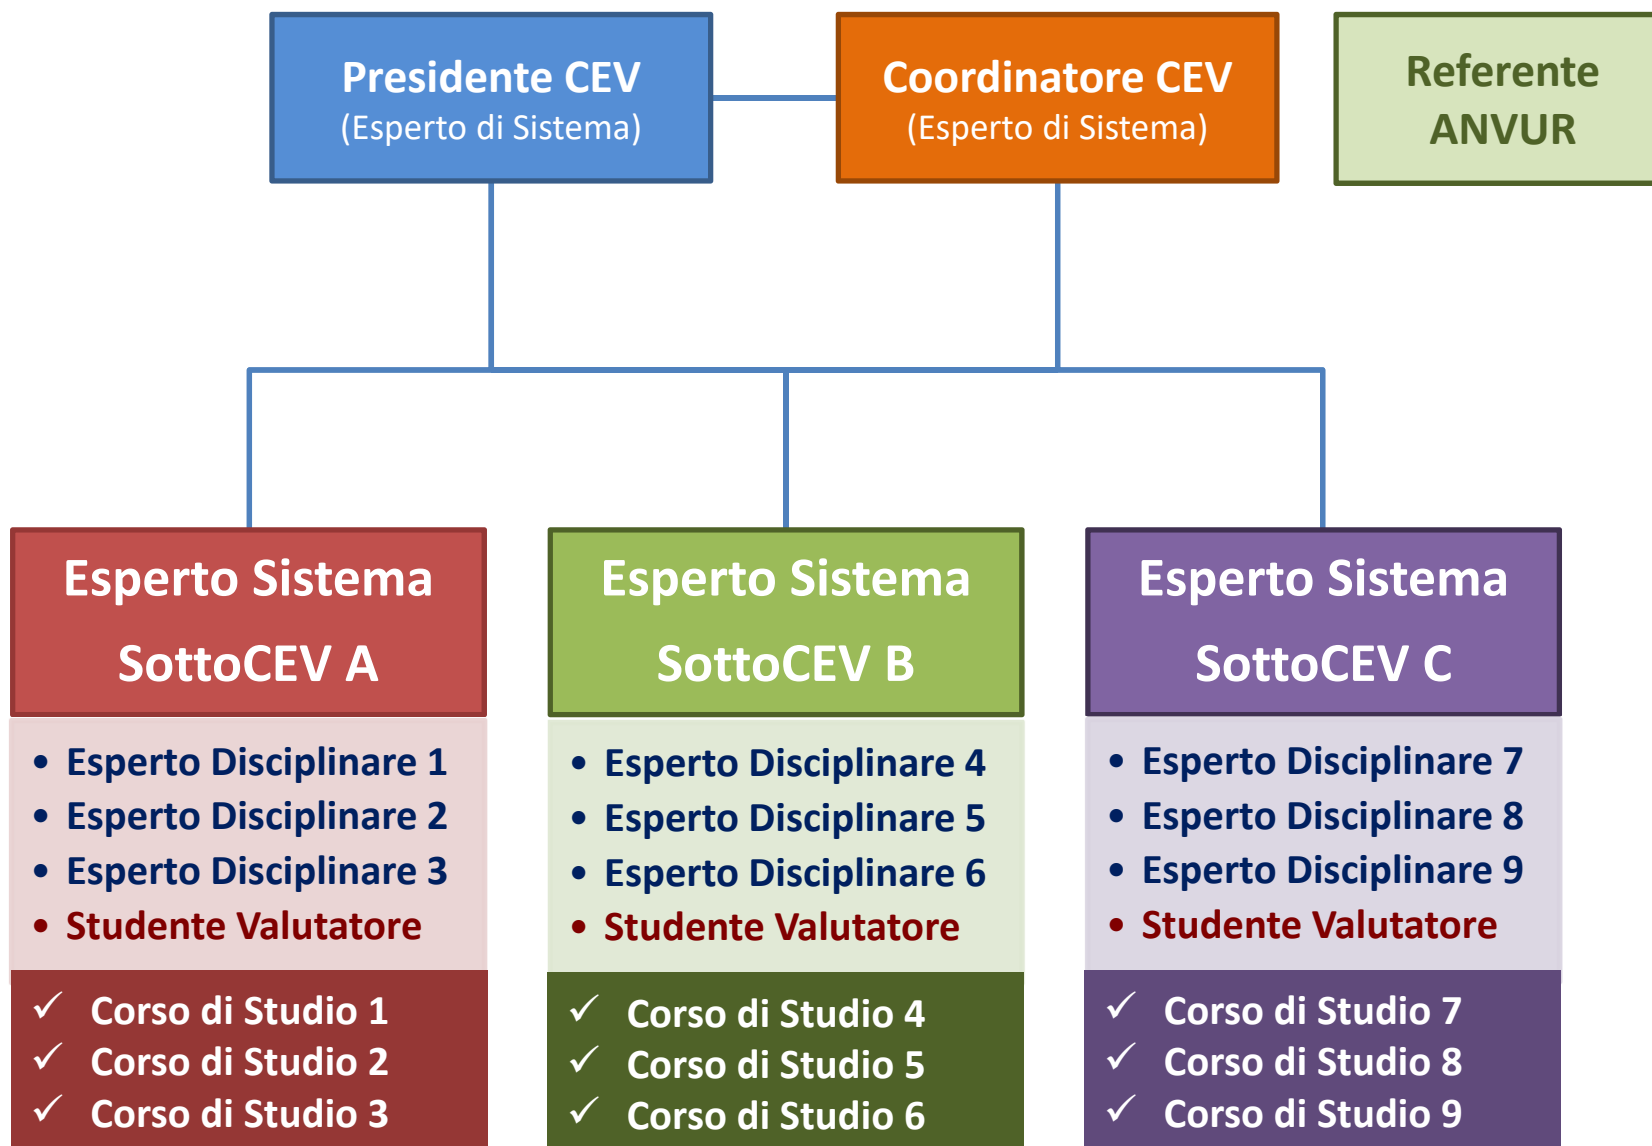 Presidente CEV
(Esperto di Sistema)
Coordinatore CEV
(Esperto di Sistema)
Referente
ANVUR
Esperto Sistema
SottoCEV A
• Esperto Disciplinare 1
• Esperto Disciplinare 2
• Esperto Disciplinare 3
• Studente Valutatore
✓ Corso di Studio 1
✓ Corso di Studio 2
✓ Corso di Studio 3
Esperto Sistema
SottoCEV B
• Esperto Disciplinare 4
• Esperto Disciplinare 5
• Esperto Disciplinare 6
• Studente Valutatore
✓ Corso di Studio 4
✓ Corso di Studio 5
✓ Corso di Studio 6
Esperto Sistema
SottoCEV C
• Esperto Disciplinare 7
• Esperto Disciplinare 8
• Esperto Disciplinare 9
• Studente Valutatore
✓ Corso di Studio 7
✓ Corso di Studio 8
✓ Corso di Studio 9